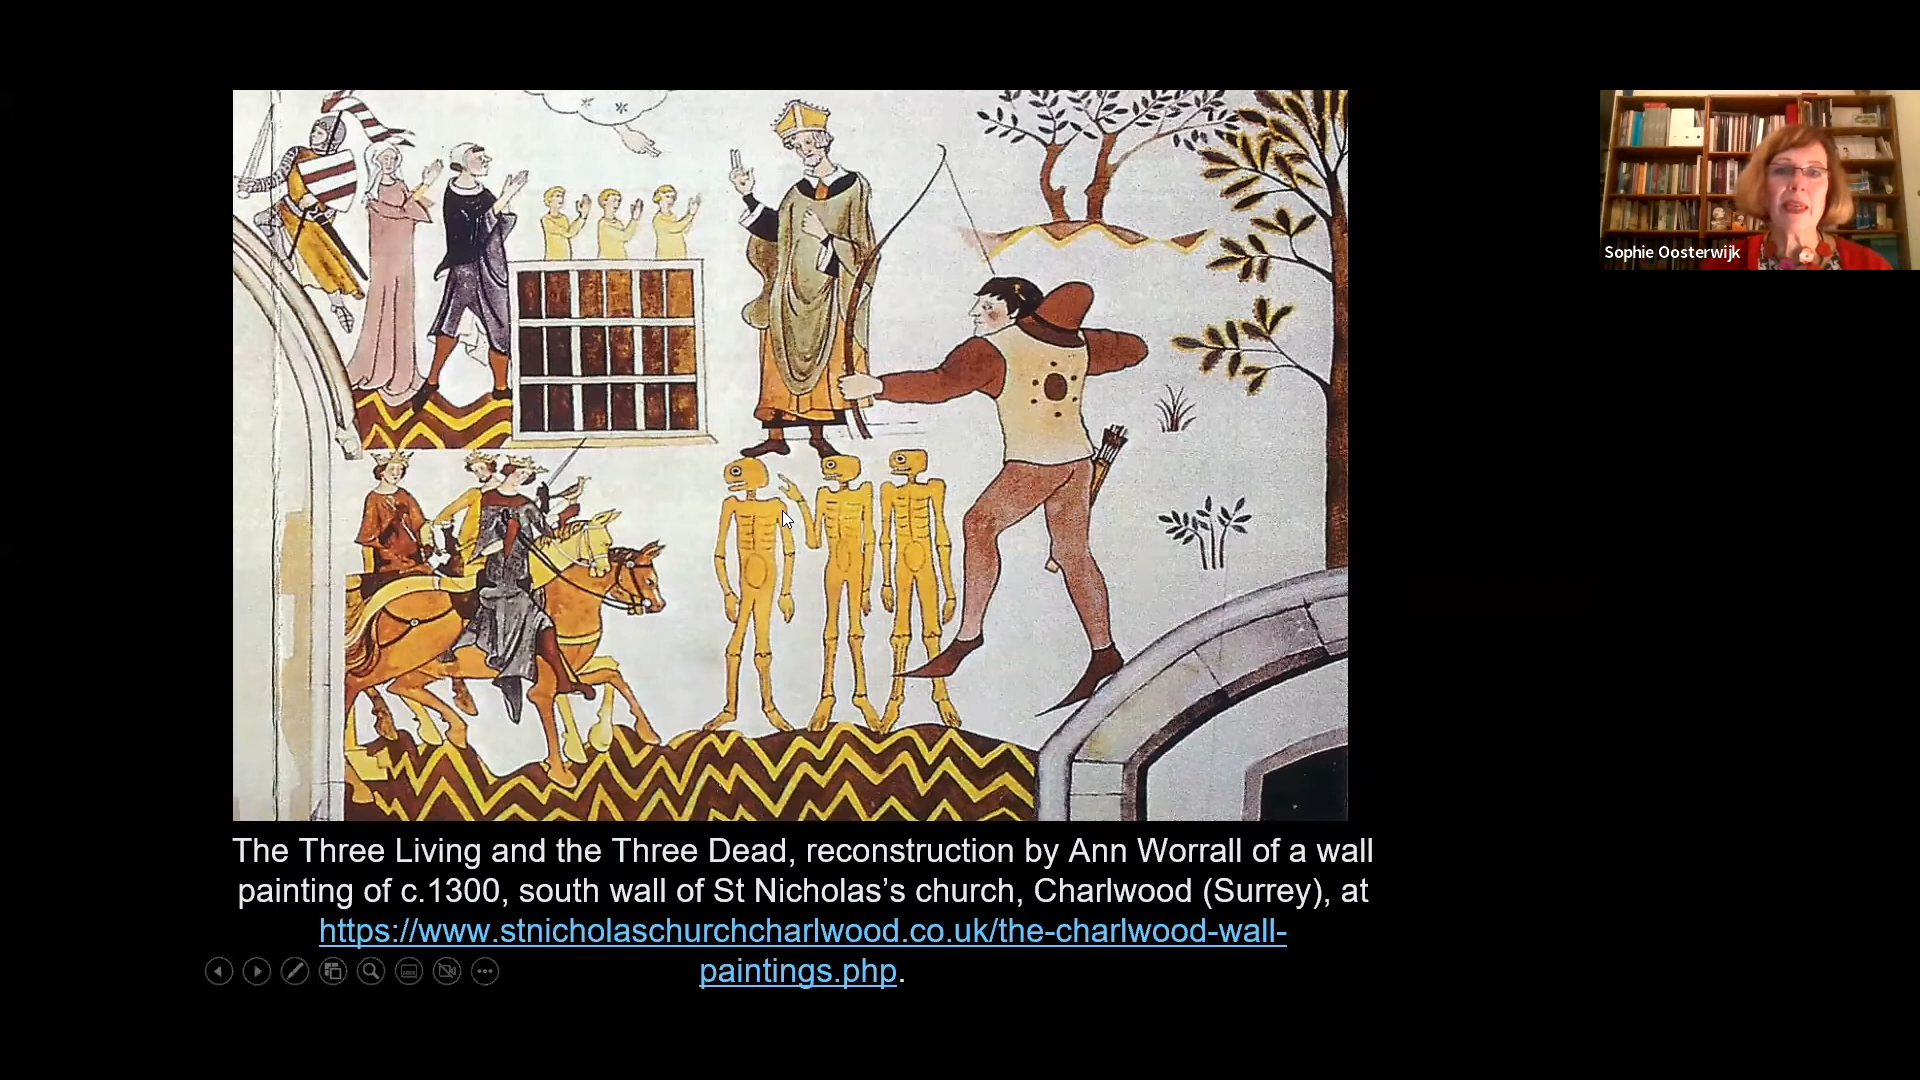 Sophie Oosterwijk
The Three Living and the Three Dead, reconstruction by Ann Worrall of a wall
painting of c.1300, south wall of St Nicholas’s church, Charlwood (Surrey), at
https://www.stnicholaschurchcharlwood.co.uk/the-charlwood-wall-
paintings.php.